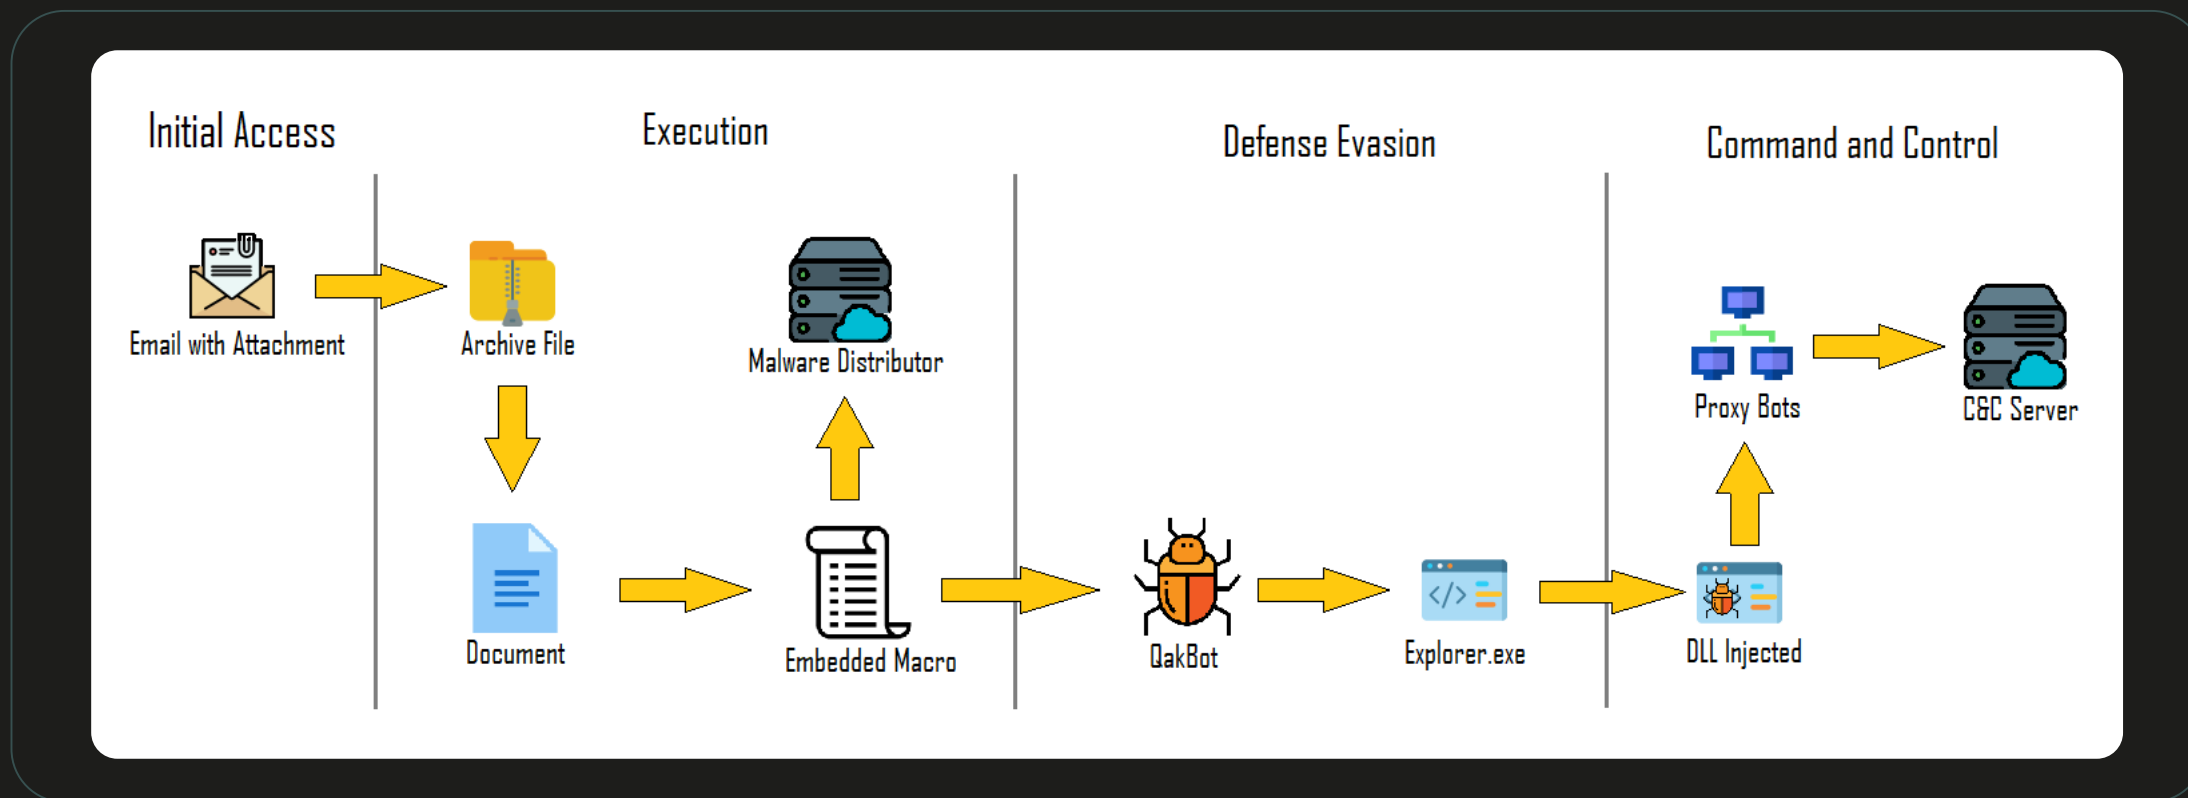 Initial Access
Execution
Defense Evasion
Command and Control
Email with Attachment
Archive File
Malware Distributor
Proxy Bots
C&C Server
Document
Embedded Macro
QakBot
Explorer.exe
DLL Injected